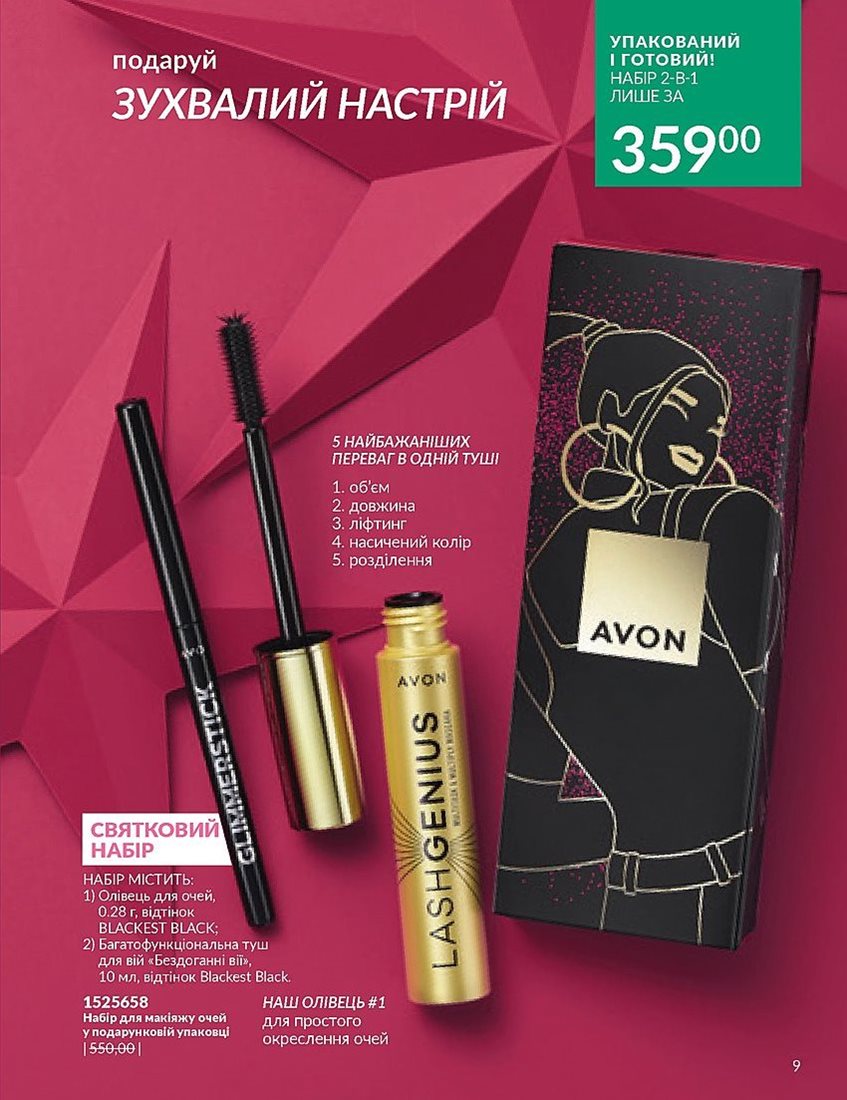 подаруй
ЗУХВАЛИЙ НАСТРІЙ
УПАКОВАНИЙ
І ГОТОВИЙ!
НАБІР 2-В-1
ЛИШЕ ЗА
359⁰⁰
5 НАЙБАЖАНІШИХ
ПЕРЕВАГ В ОДНІЙ ТУШІ
1. об'єм
2. довжина
3. ліфтинг
4. насичений колір
5. розділення
AVON
AVON
LASHGENIUS
GLIMMERSTICK
СВЯТКОВИЙ
НАБІР
НАБІР МІСТИТЬ:
1) Олівець для очей,
0.28 г, відтінок
BLACKEST BLACK;
2) Багатофункціональна туш
для вій «Бездоганні вії»,
10 мл, відтінок Blackest Black.
1525658
Набір для макіяжу очей
у подарунковій упаковці
| 550,00 |
НАШ ОЛІВЕЦЬ #1
для простого
окреслення очей
9